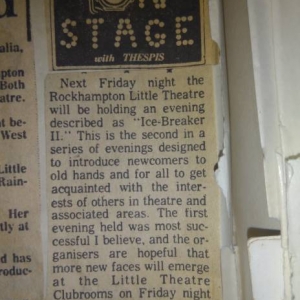 ON
STAGE
with THESPIS
Next Friday night the
Rockhampton Little Theatre
will be holding an evening
described as "Ice-Breaker
II." This is the second in a
series of evenings designed
to introduce newcomers to
old hands and for all to get
acquainted with the inter-
ests of others in theatre and
associated areas. The first
evening held was most suc-
cessful I believe, and the or-
ganisers are hopeful that
more new faces will emerge
at the Little Theatre
Clubrooms on Friday night
alia,
mpton
Both
atre.
t be-
West
Little
Rain-
Her
tly at
d has
roduc-